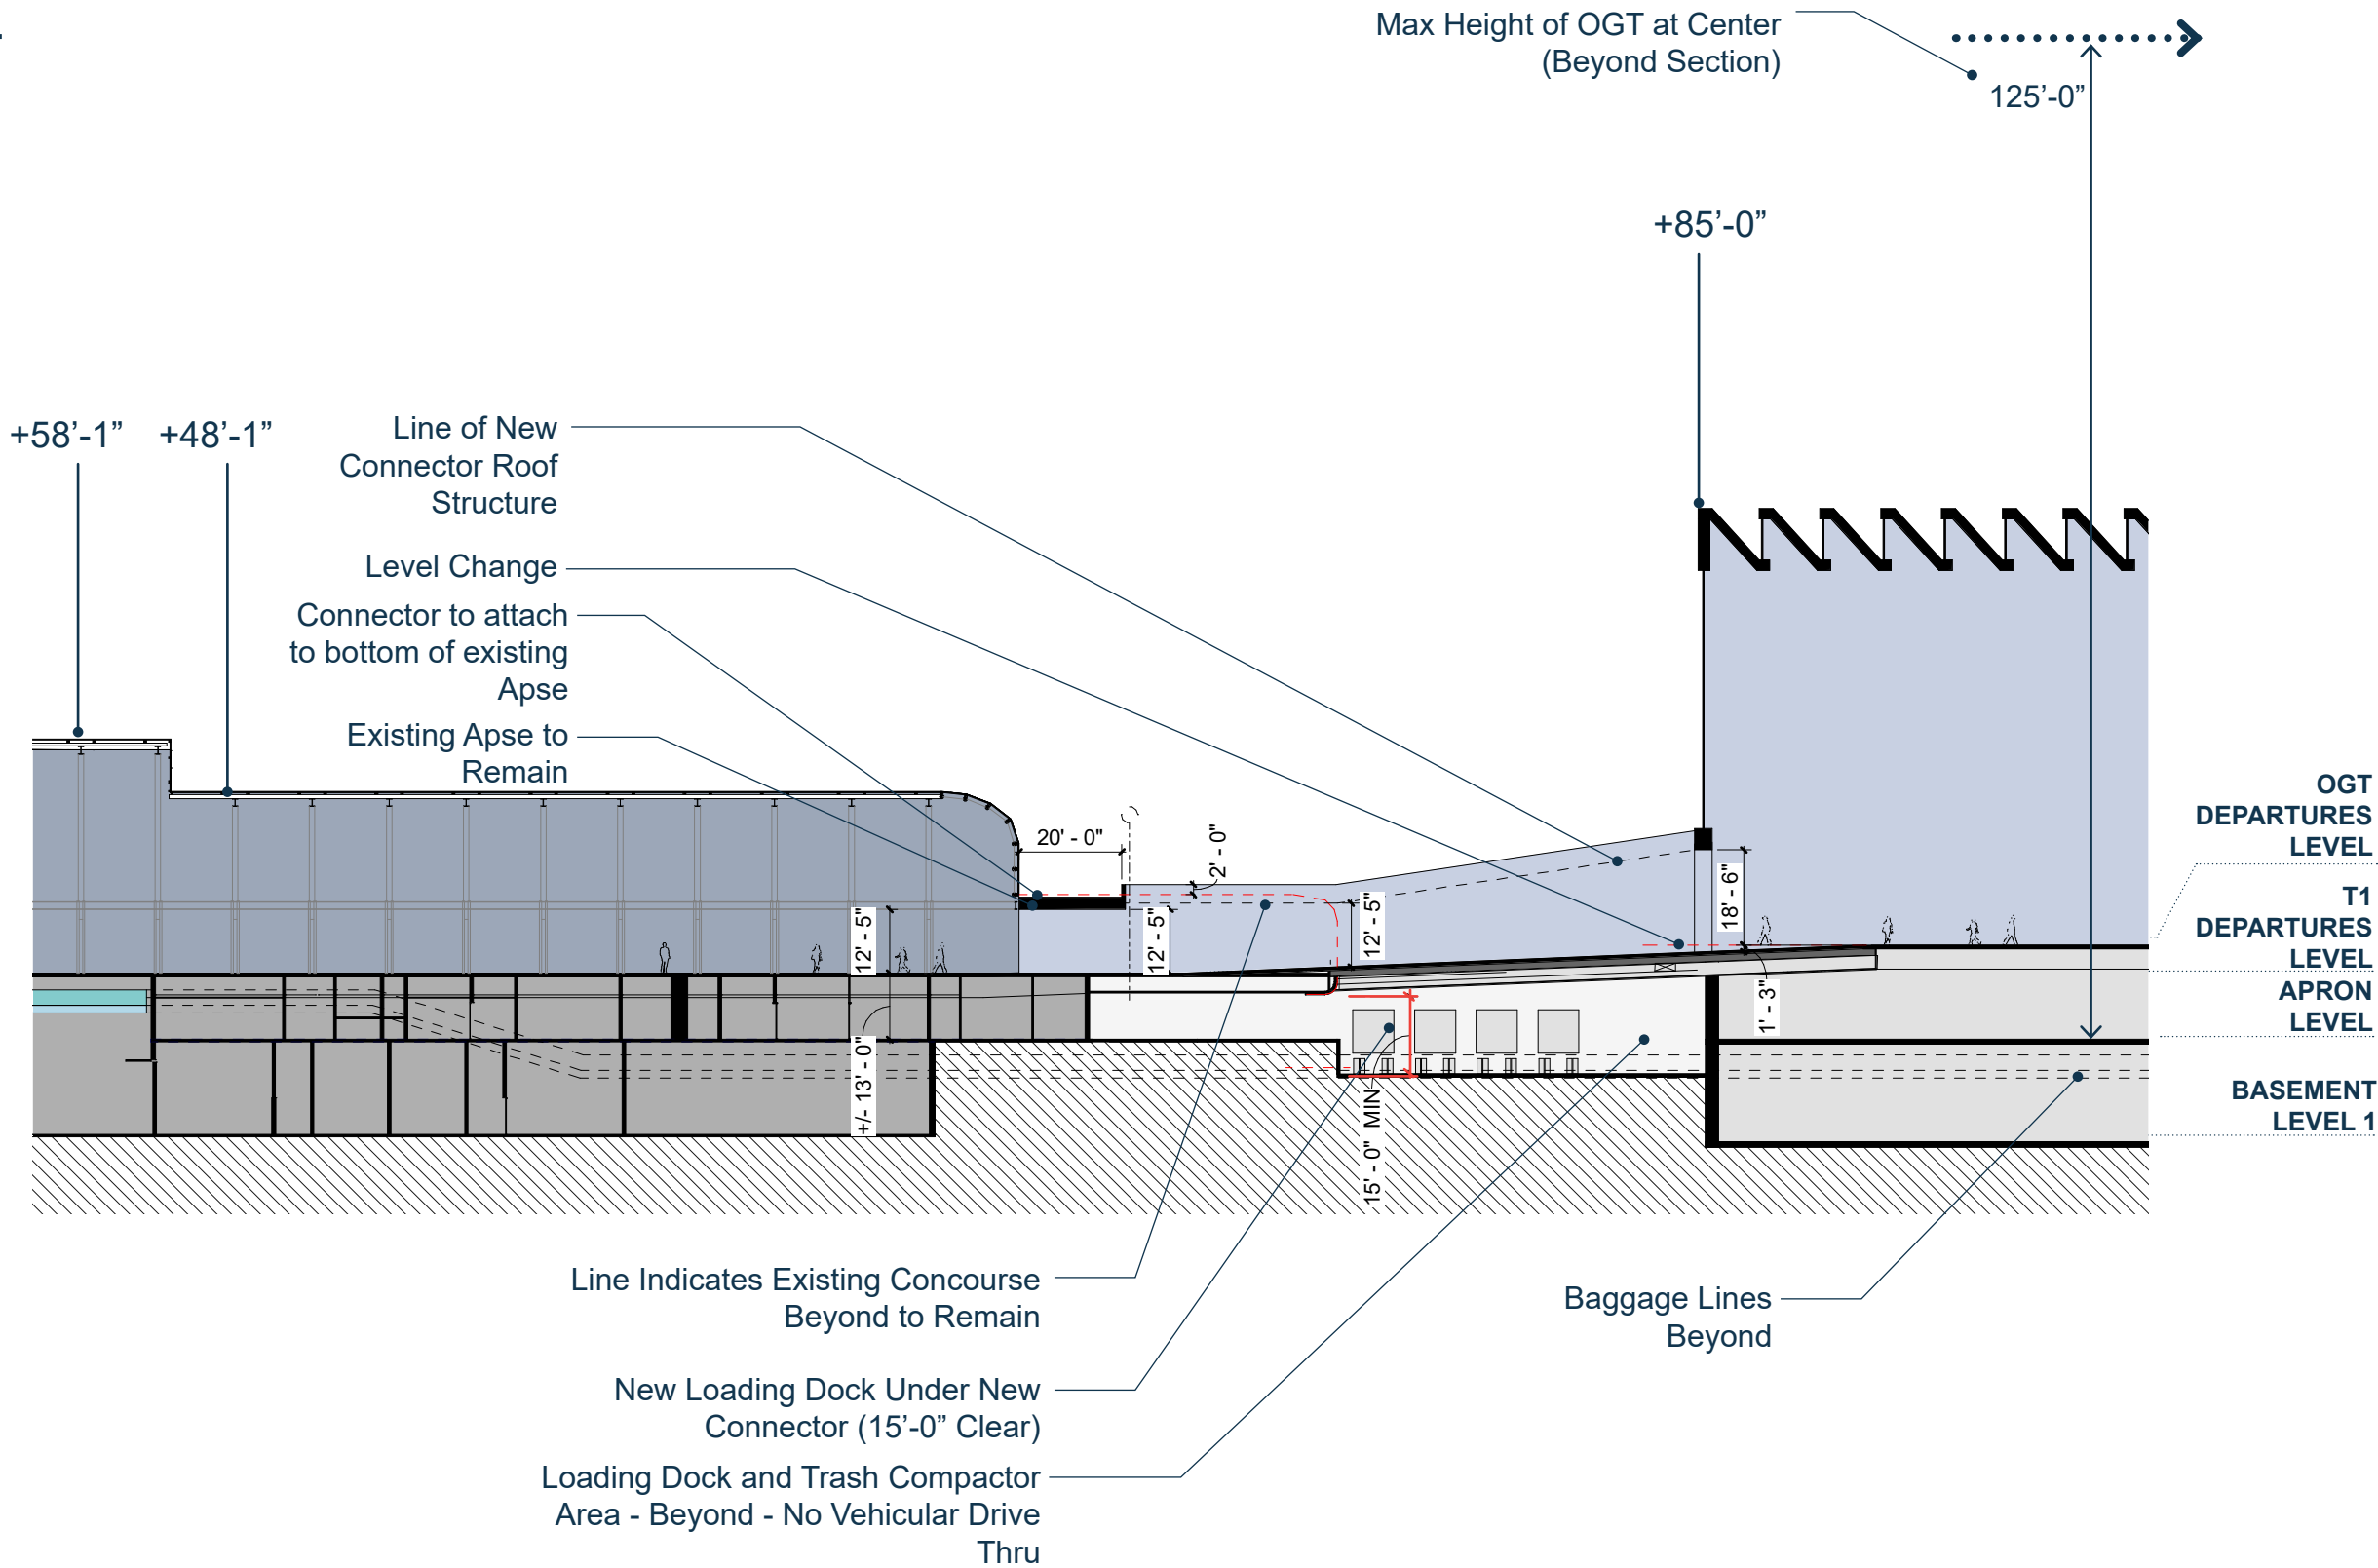 Max Height of OGT at Center
(Beyond Section)
125’-0”
+85’-0”
+58’-1”
+48’-1”
Line of New
Connector Roof
Structure
Level Change
Connector to attach
to bottom of existing
Apse
Existing Apse to
Remain
20' - 0"
2' - 0"
12' - 5"
12' - 5"
12' - 5"
18' - 6"
1' - 3"
+/- 13' - 0"
15' - 0" MIN
OGT
DEPARTURES
LEVEL
T1
DEPARTURES
LEVEL
APRON
LEVEL
BASEMENT
LEVEL 1
Line Indicates Existing Concourse
Beyond to Remain
New Loading Dock Under New
Connector (15’-0” Clear)
Loading Dock and Trash Compactor
Area - Beyond - No Vehicular Drive
Thru
Baggage Lines
Beyond